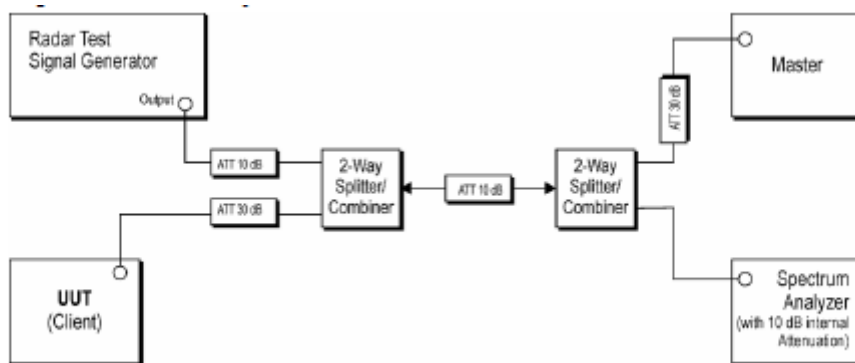 Radar Test
Signal Generator
Output
ATT 10 dB
ATT 30 dB
2-Way
Splitter/
Combiner
ATT 10 dB
2-Way
Splitter/
Combiner
ATT 30 dB
Master
UUT
(Client)
Spectrum
Analyzer
(with 10 dB internal
Attenuation)